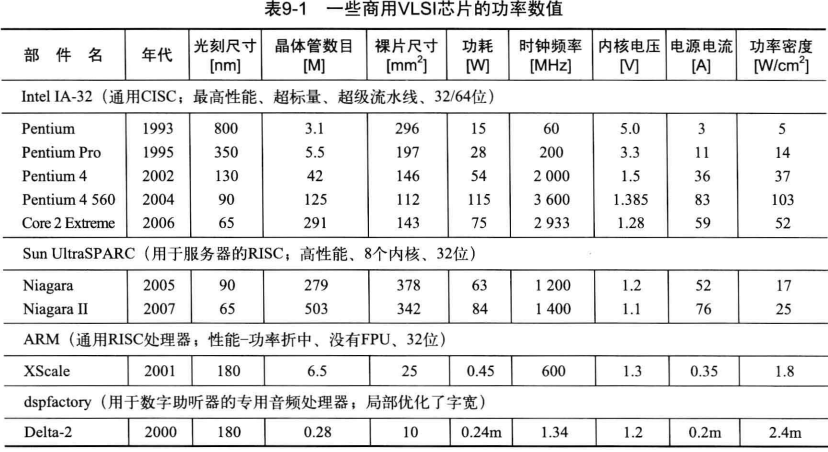 表9-1 一些商用VLSI芯片的功率数值
部件名 年代 光刻尺寸[nm] 晶体管数目[M] 裸片尺寸[mm²] 功耗[W] 时钟频率[MHz] 内核电压[V] 电源电流[A] 功率密度[W/cm²]
Intel IA-32（通用CISC；最高性能、超标量、超级流水线、32/64位）
Pentium 1993 800 3.1 296 15 60 5.0 3 5
Pentium Pro 1995 350 5.5 197 28 200 3.3 11 14
Pentium 4 2002 130 42 146 54 2 000 1.5 36 37
Pentium 4 560 2004 90 125 112 115 3 600 1.385 83 103
Core 2 Extreme 2006 65 291 143 75 2 933 1.28 59 52
Sun UltraSPARC（用于服务器的RISC；高性能、8个内核、32位）
Niagara 2005 90 279 378 63 1 200 1.2 52 17
Niagara II 2007 65 503 342 84 1 400 1.1 76 25
ARM（通用RISC处理器；性能-功率折中、没有FPU、32位）
XScale 2001 180 6.5 25 0.45 600 1.3 0.35 1.8
dspfactory（用于数字助听器的专用音频处理器；局部优化了字宽）
Delta-2 2000 180 0.28 10 0.24m 1.34 1.2 0.2m 2.4m